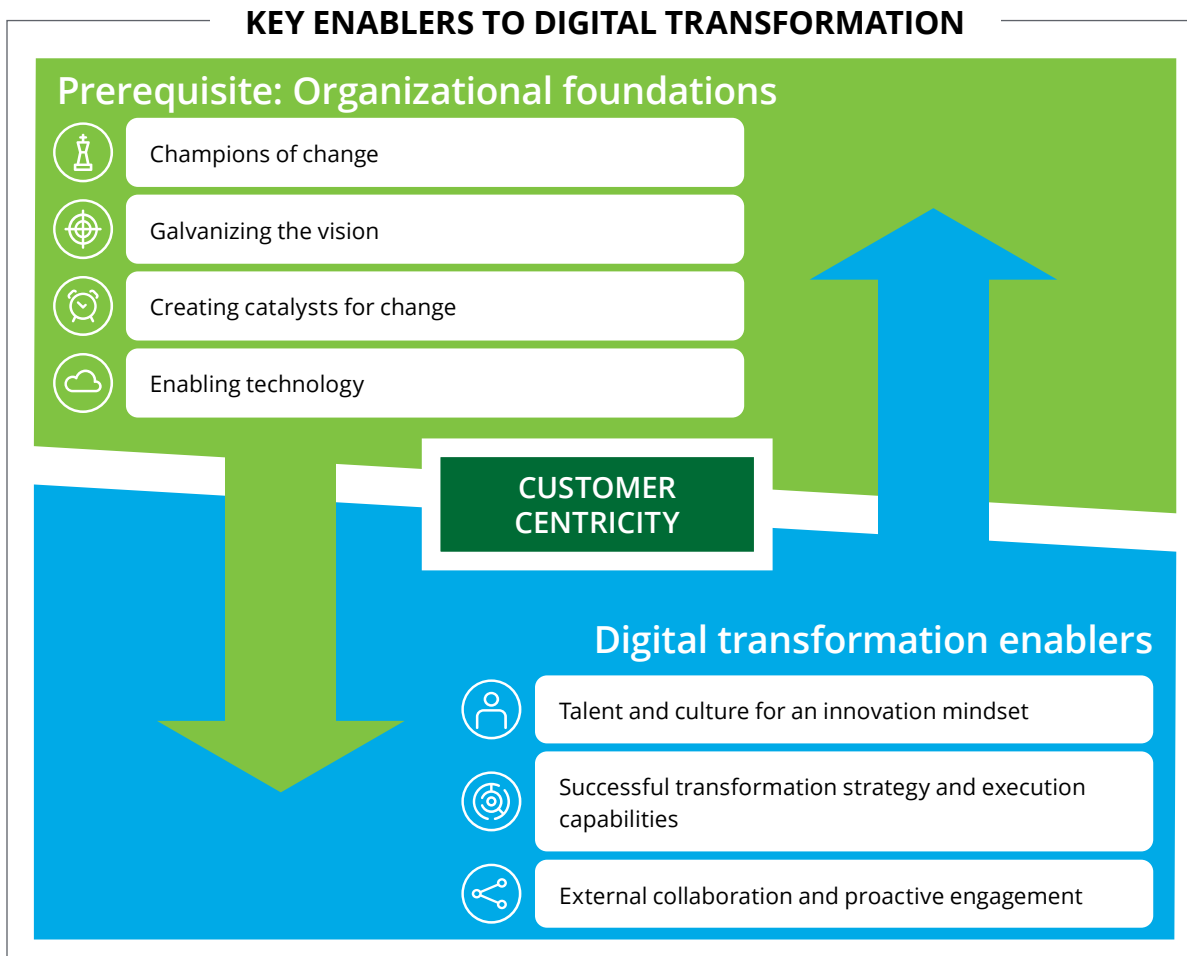 KEY ENABLERS TO DIGITAL TRANSFORMATION
Prerequisite: Organizational foundations
Champions of change
Galvanizing the vision
Creating catalysts for change
Enabling technology
CUSTOMER
CENTRICITY
Digital transformation enablers
Talent and culture for an innovation mindset
Successful transformation strategy and execution
capabilities
External collaboration and proactive engagement